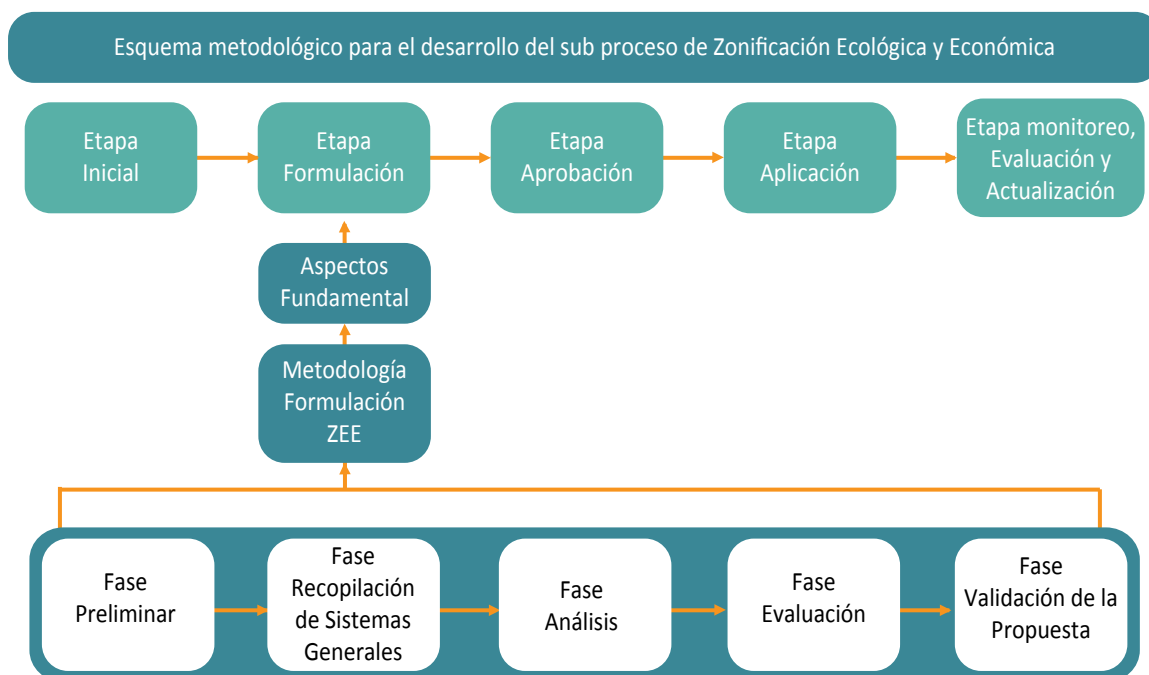 Esquema metodológico para el desarrollo del sub proceso de Zonificación Ecológica y Económica
Etapa
Inicial
Etapa
Formulación
Etapa
Aprobación
Etapa
Aplicación
Etapa monitoreo,
Evaluación y
Actualización
Aspectos
Fundamental
Metodología
Formulación
ZEE
Fase
Preliminar
Fase
Recopilación
de Sistemas
Generales
Fase
Análisis
Fase
Evaluación
Fase
Validación de la
Propuesta